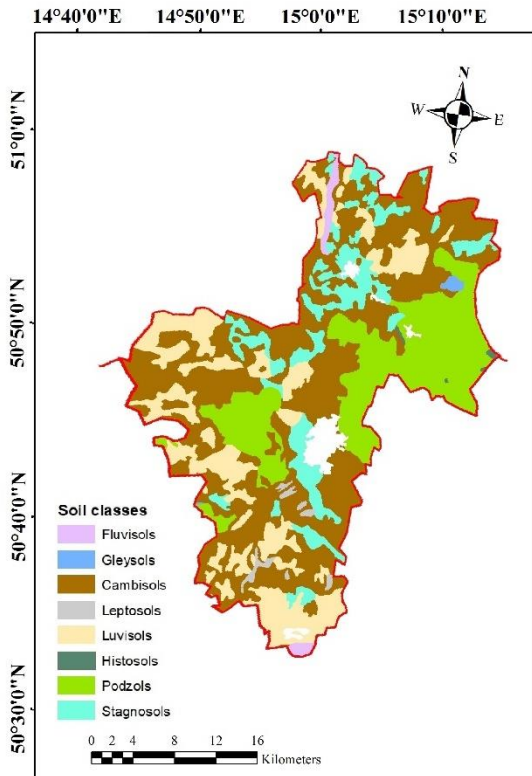 14°40'0"E 14°50'0"E 15°0'0"E 15°10'0"E
N
W E
S
51°0'0"N
50°50'0"N
50°40'0"N
50°30'0"N
Soil classes
Fluvisols
Gleysols
Cambisols
Leptosols
Luvisols
Histosols
Podzols
Stagnosols
0 2 4 8 12 16
Kilometers